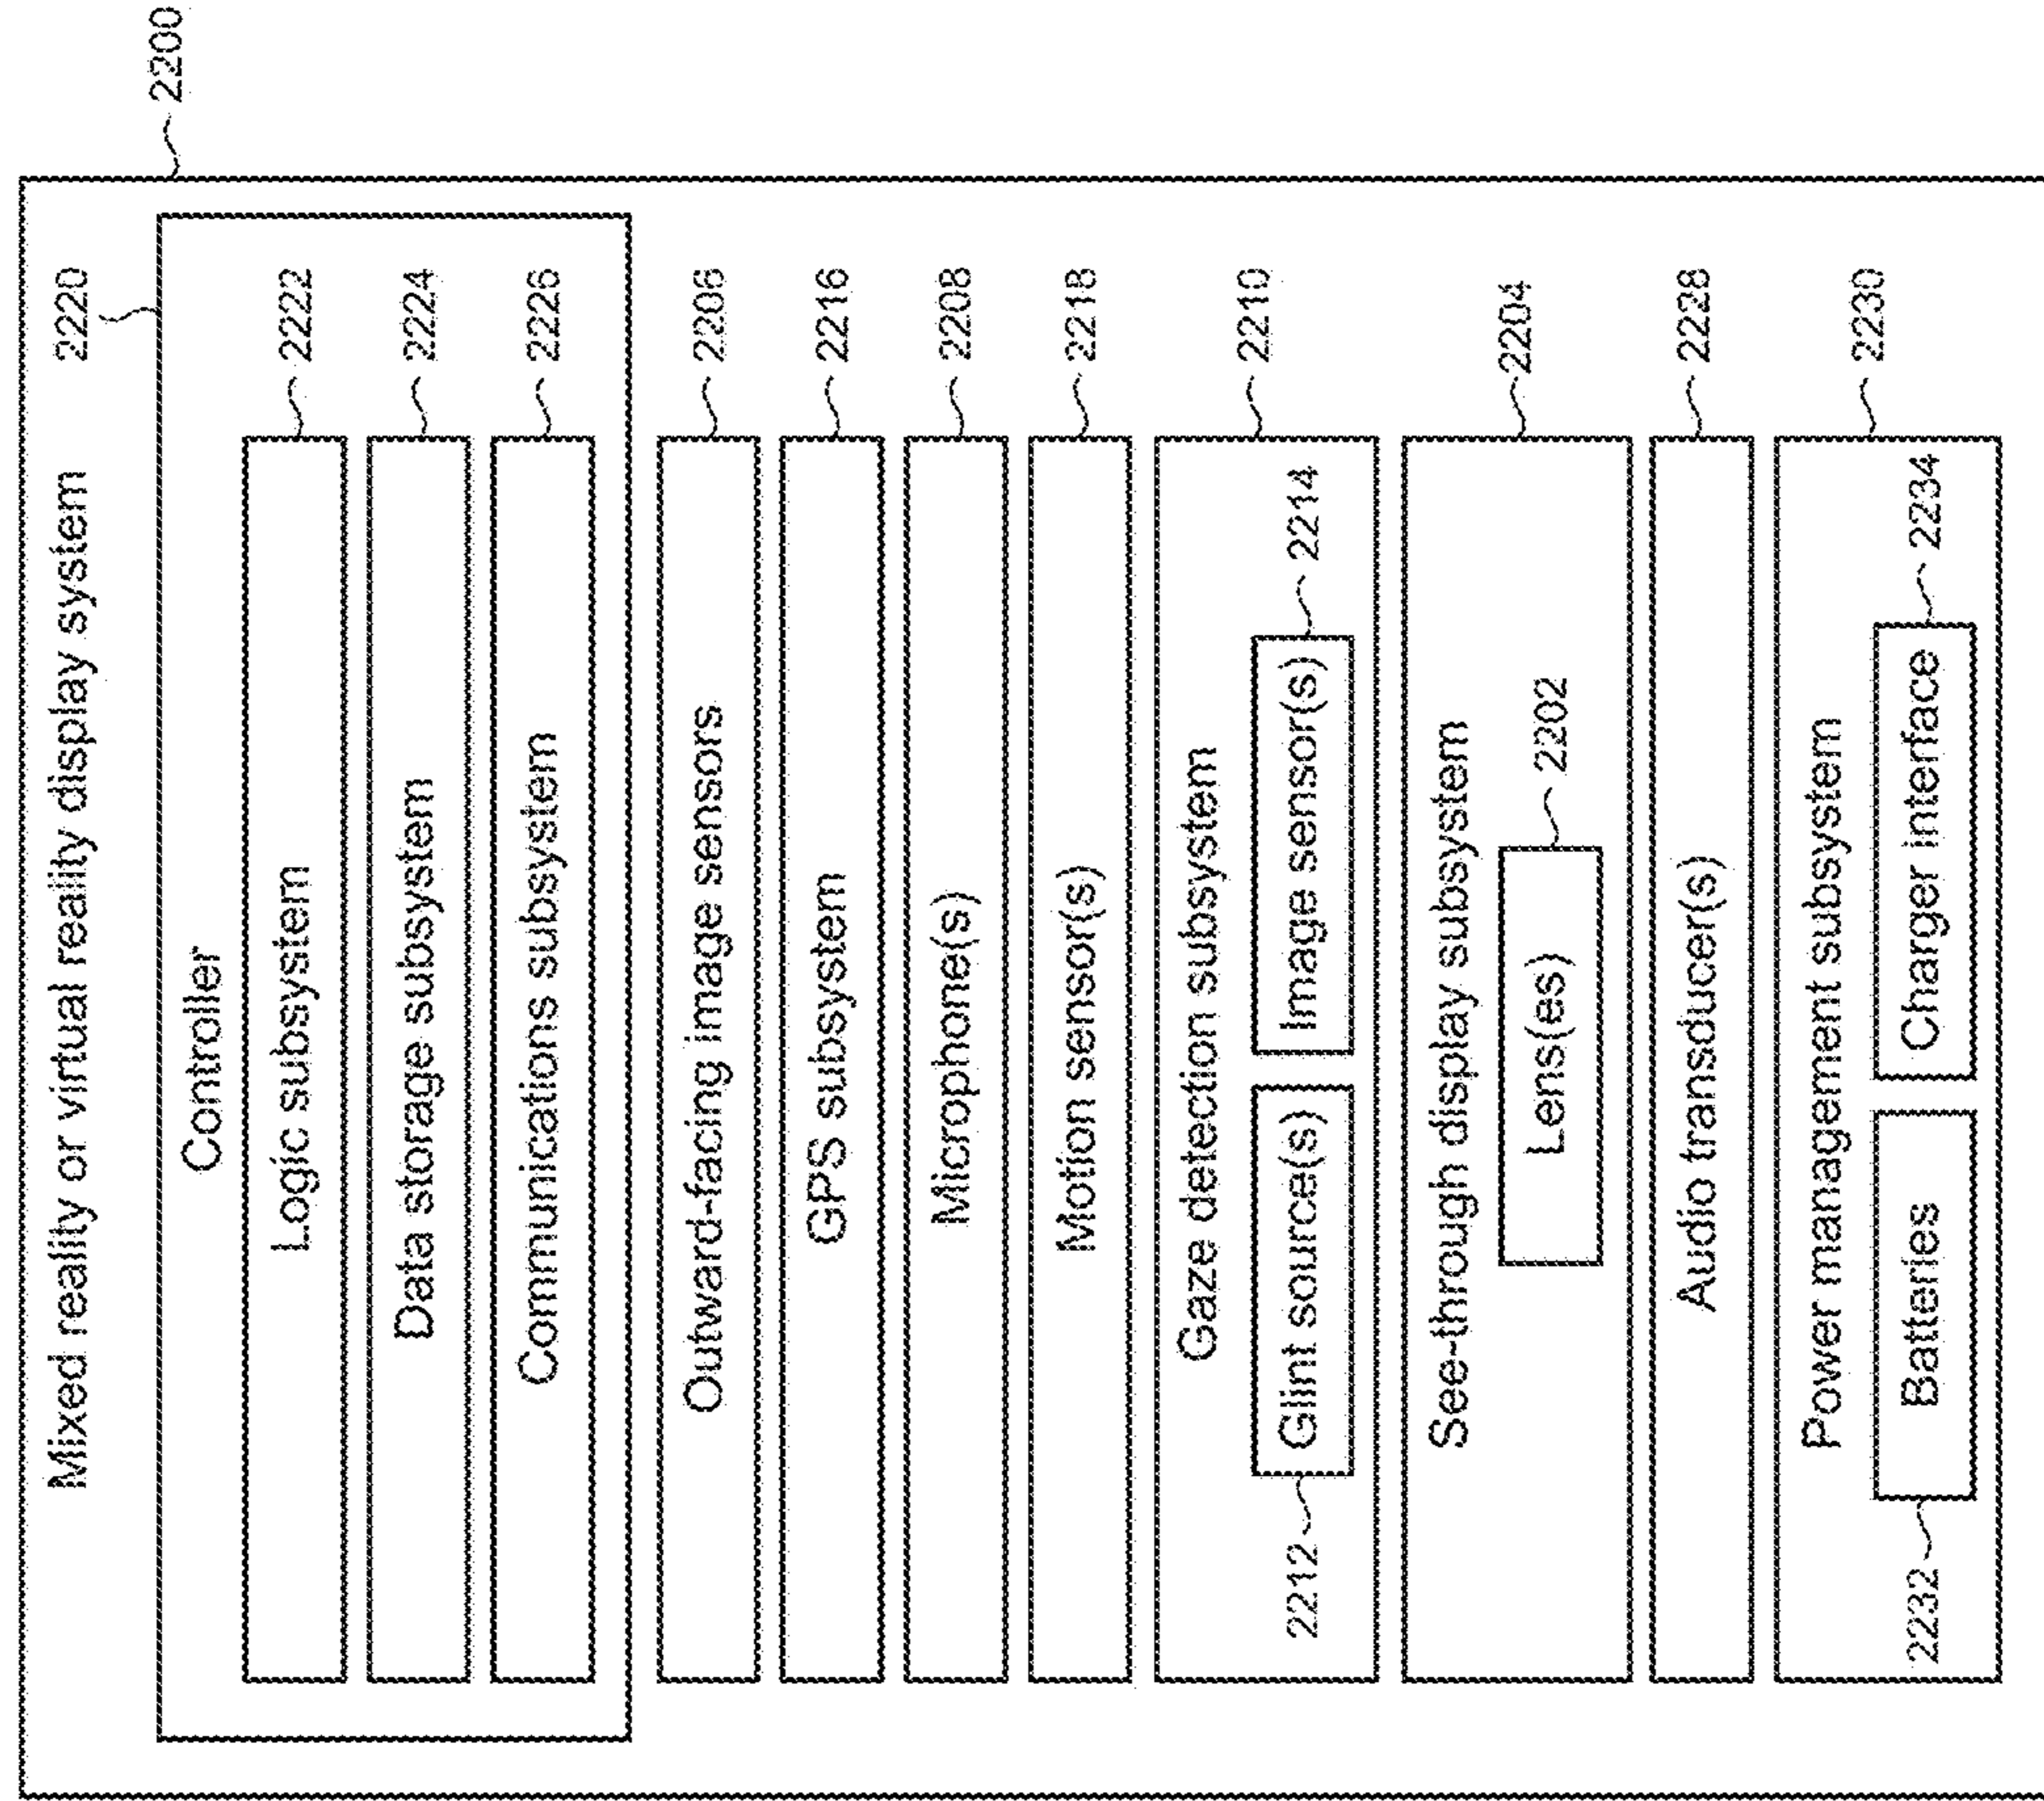 2200
Mixed reality or virtual reality display system 2220
Controller
Logic subsystem 2222
Data storage subsystem 2224
Communications subsystem 2226
Outward-facing image sensors 2206
GPS subsystem 2216
Microphone(s) 2208
Motion sensor(s) 2218
Gaze detection subsystem 2210
2212 Glint source(s) Image sensor(s) 2214
See-through display subsystem 2204
Lens(es) 2202
Audio transducer(s) 2228
Power management subsystem 2230
2232 Batteries Charger interface 2234